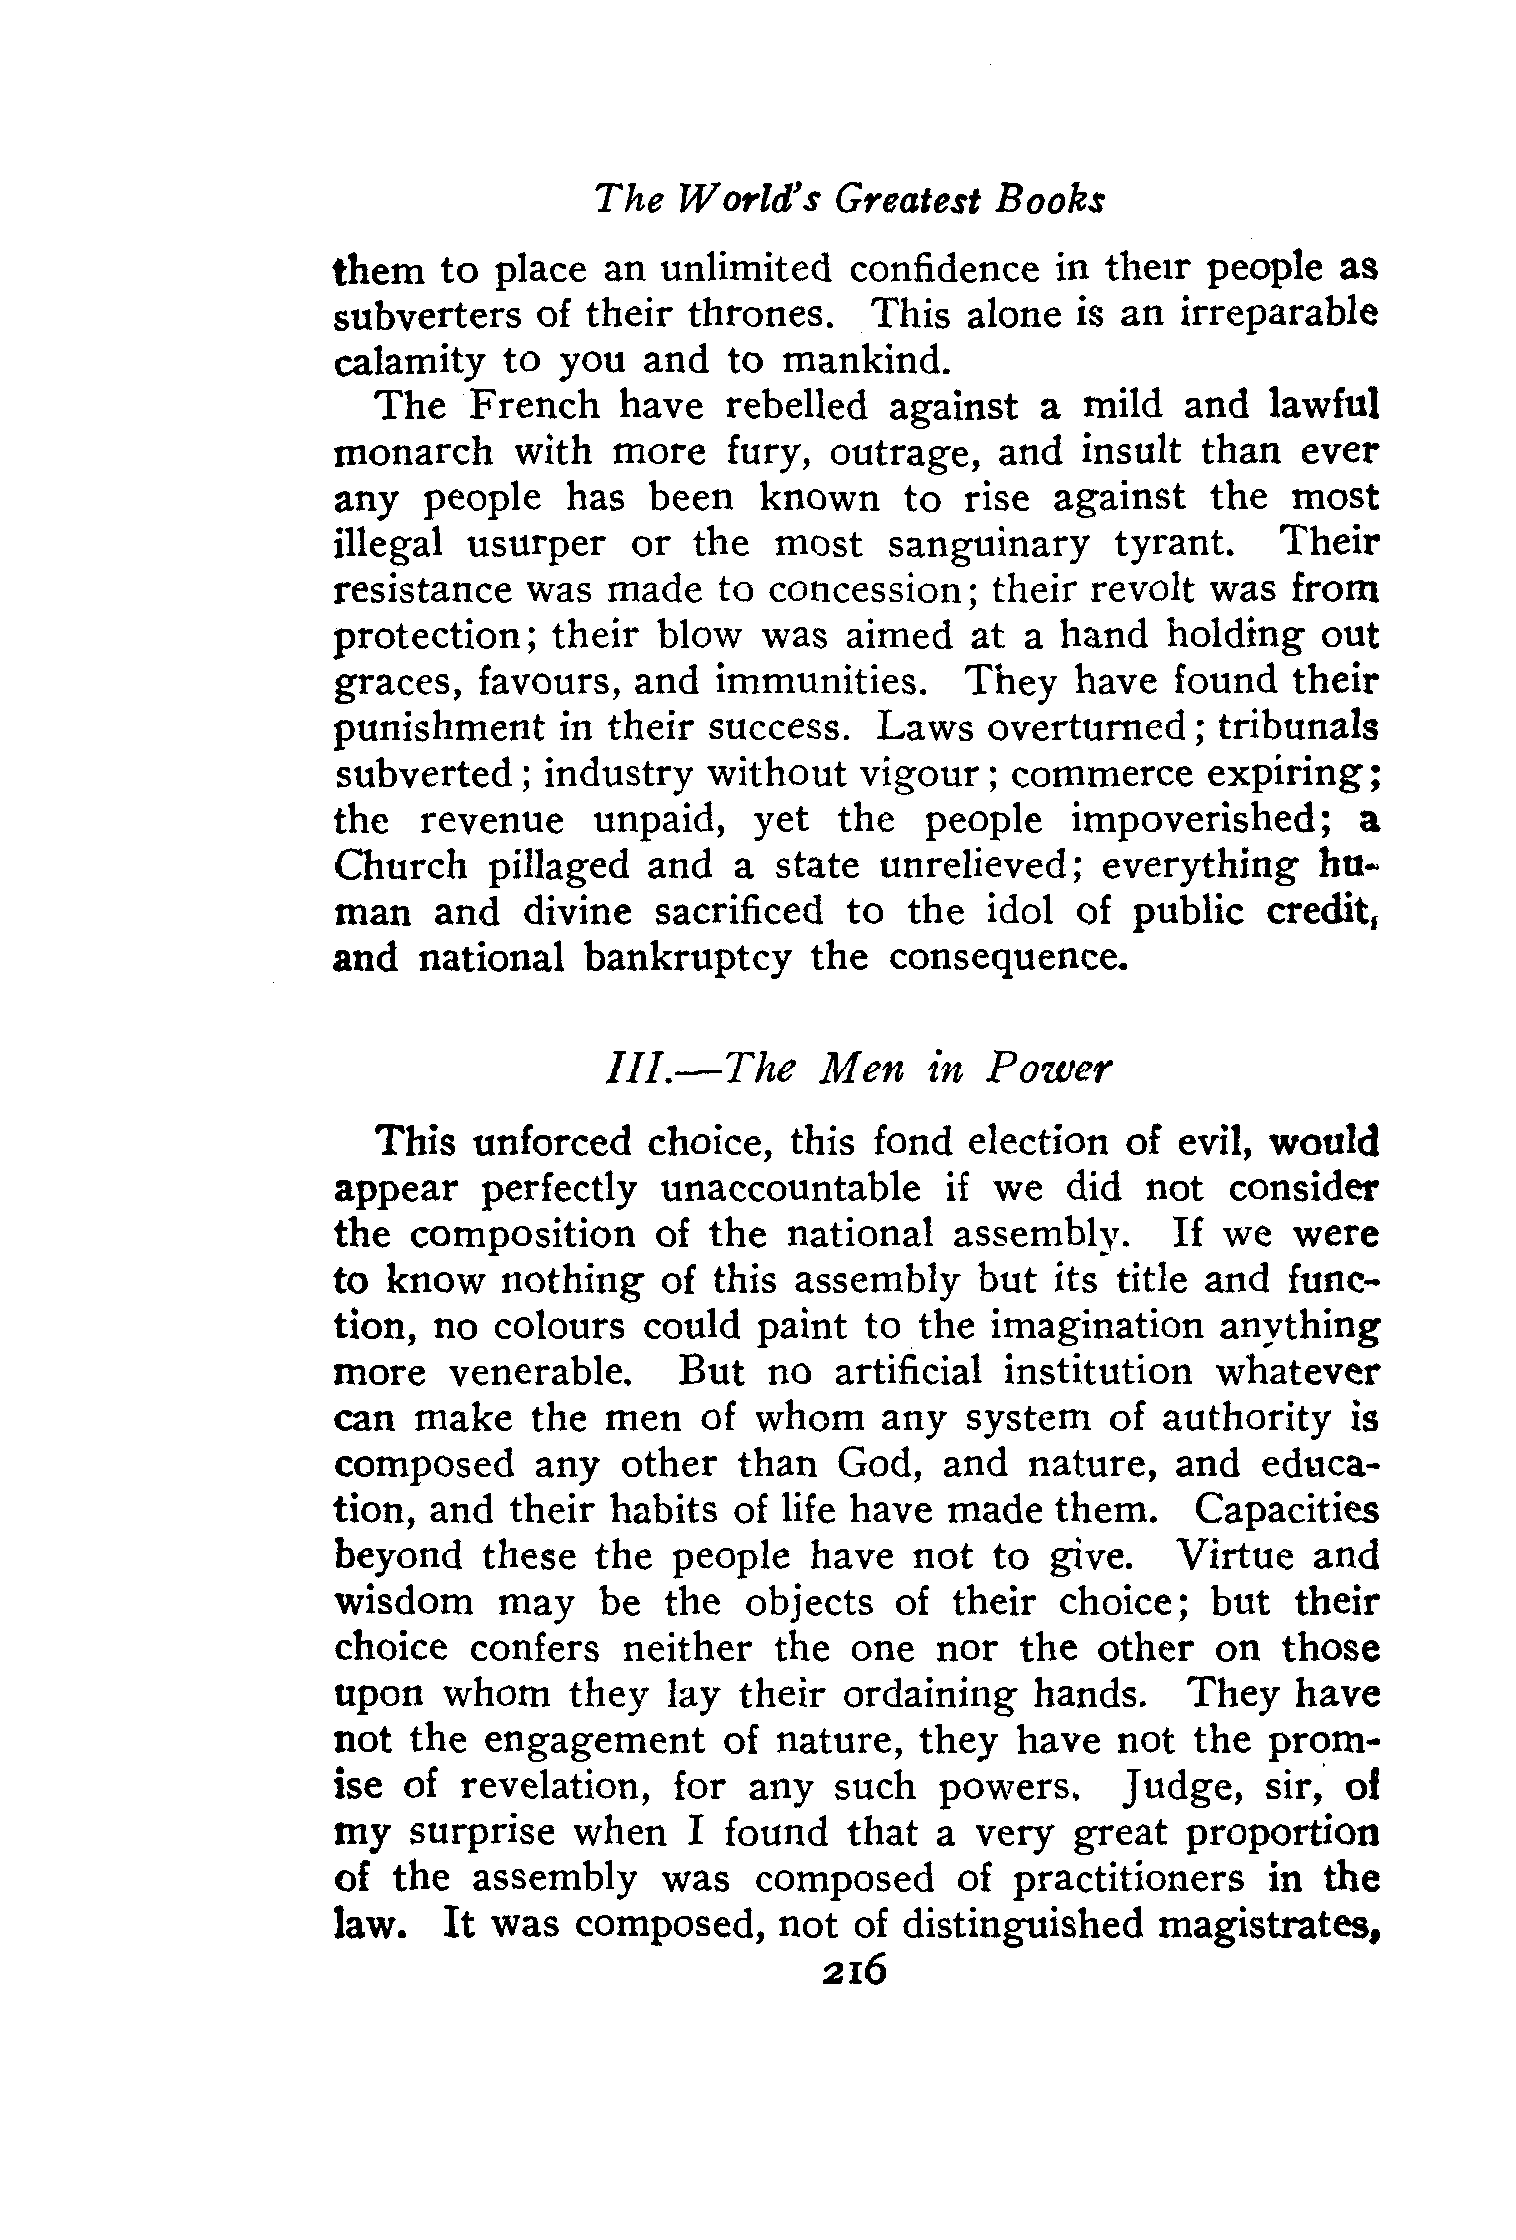 The World's Greatest Books
them to place an unlimited confidence in their people as
subverters of their thrones. This alone is an irreparable
calamity to you and to mankind.
The French have rebelled against a mild and lawful
monarch with more fury, outrage, and insult than ever
any people has been known to rise against the most
illegal usurper or the most sanguinary tyrant. Their
resistance was made to concession; their revolt was from
protection; their blow was aimed at a hand holding out
graces, favours, and immunities. They have found their
punishment in their success. Laws overturned; tribunals
subverted; industry without vigour; commerce expiring;
the revenue unpaid, yet the people impoverished; a
Church pillaged and a state unrelieved; everything hu-
man and divine sacrificed to the idol of public credit,
and national bankruptcy the consequence.
III.—The Men in Power
This unforced choice, this fond election of evil, would
appear perfectly unaccountable if we did not consider
the composition of the national assembly. If we were
to know nothing of this assembly but its title and func-
tion, no colours could paint to the imagination anything
more venerable. But no artificial institution whatever
can make the men of whom any system of authority is
composed any other than God, and nature, and educa-
tion, and their habits of life have made them. Capacities
beyond these the people have not to give. Virtue and
wisdom may be the objects of their choice; but their
choice confers neither the one nor the other on those
upon whom they lay their ordaining hands. They have
not the engagement of nature, they have not the prom-
ise of revelation, for any such powers. Judge, sir, of
my surprise when I found that a very great proportion
of the assembly was composed of practitioners in the
law. It was composed, not of distinguished magistrates,
216